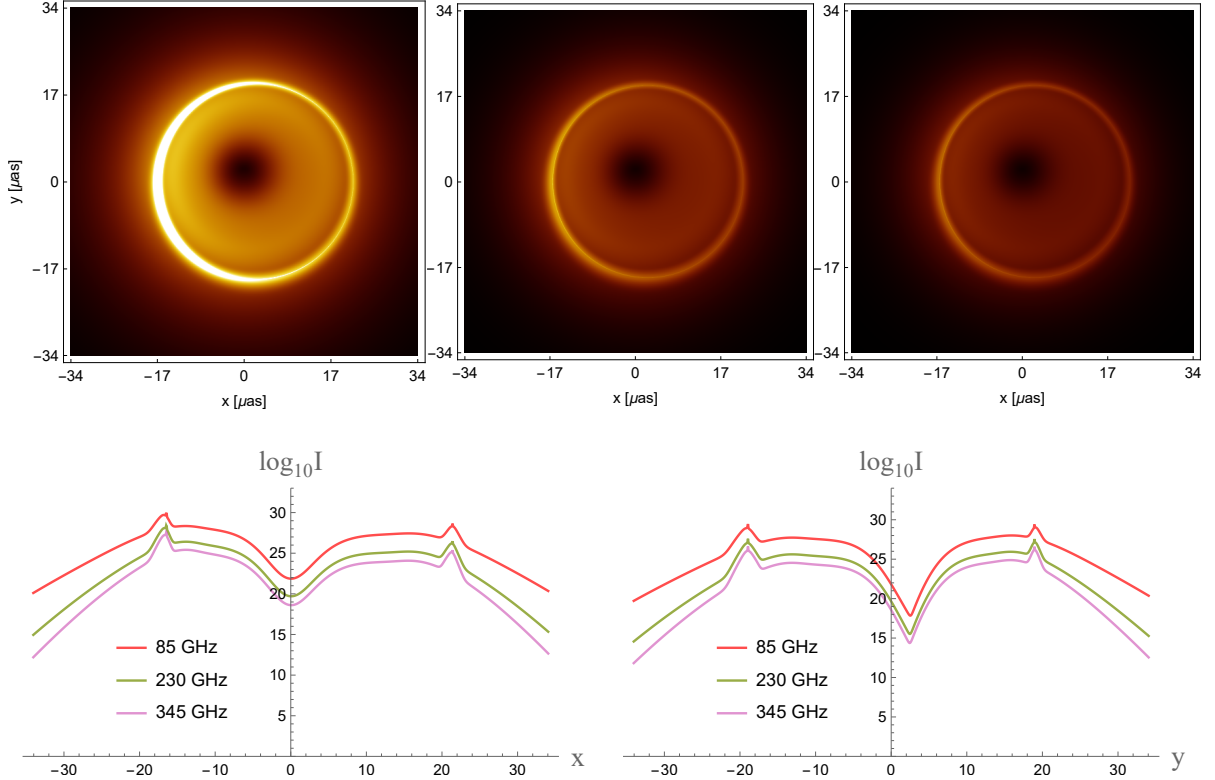 34
17
0
−17
−34
y [μas]
−34 −17 0 17 34
x [μas]
34
17
0
−17
−34
−34 −17 0 17 34
x [μas]
34
17
0
−17
−34
−34 −17 0 17 34
x [μas]
log₁₀I
30
25
20
15
10
5
85 GHz
230 GHz
345 GHz
−30 −20 −10 0 10 20 30 x
log₁₀I
30
25
20
15
10
5
85 GHz
230 GHz
345 GHz
−30 −20 −10 0 10 20 30 y